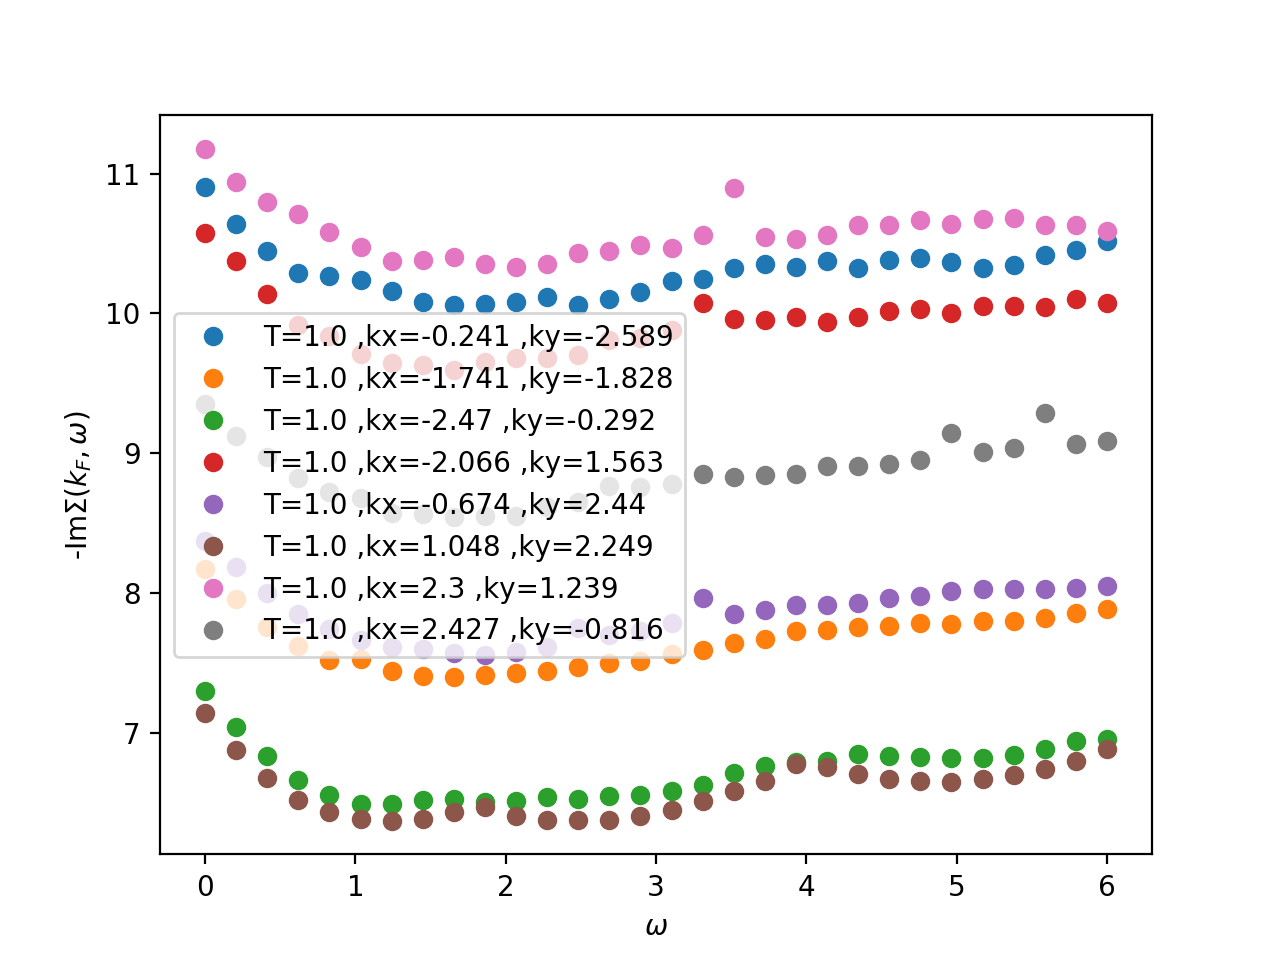 11
10
9
8
7
-ImΣ(k_F, ω)
T=1.0 ,kx=-0.241 ,ky=-2.589
T=1.0 ,kx=-1.741 ,ky=-1.828
T=1.0 ,kx=-2.47 ,ky=-0.292
T=1.0 ,kx=-2.066 ,ky=1.563
T=1.0 ,kx=-0.674 ,ky=2.44
T=1.0 ,kx=1.048 ,ky=2.249
T=1.0 ,kx=2.3 ,ky=1.239
T=1.0 ,kx=2.427 ,ky=-0.816
0 1 2 3 4 5 6
ω